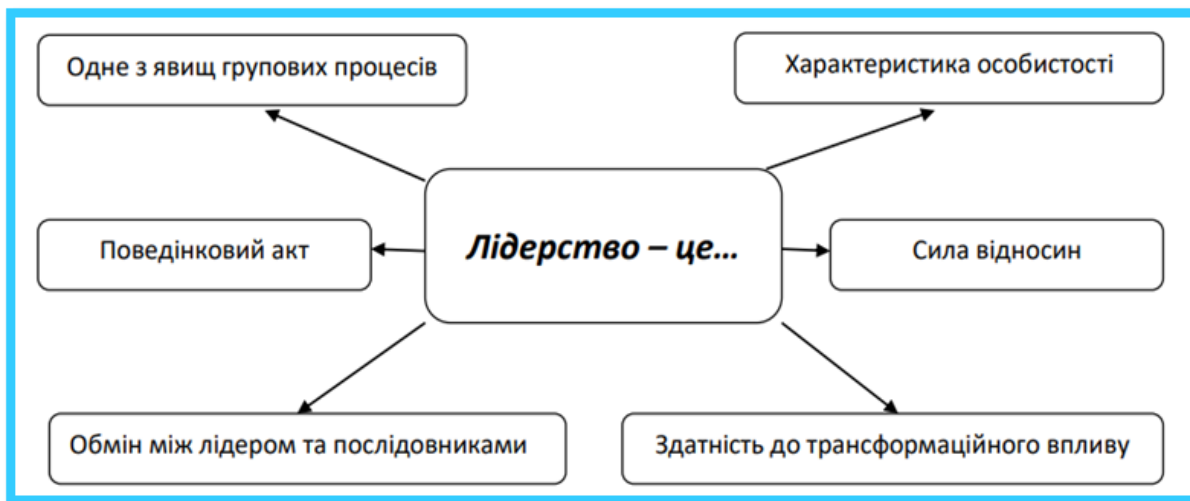 Одне з явищ групових процесів
Характеристика особистості
Лідерство – це...
Поведінковий акт
Сила відносин
Обмін між лідером та послідовниками
Здатність до трансформаційного впливу